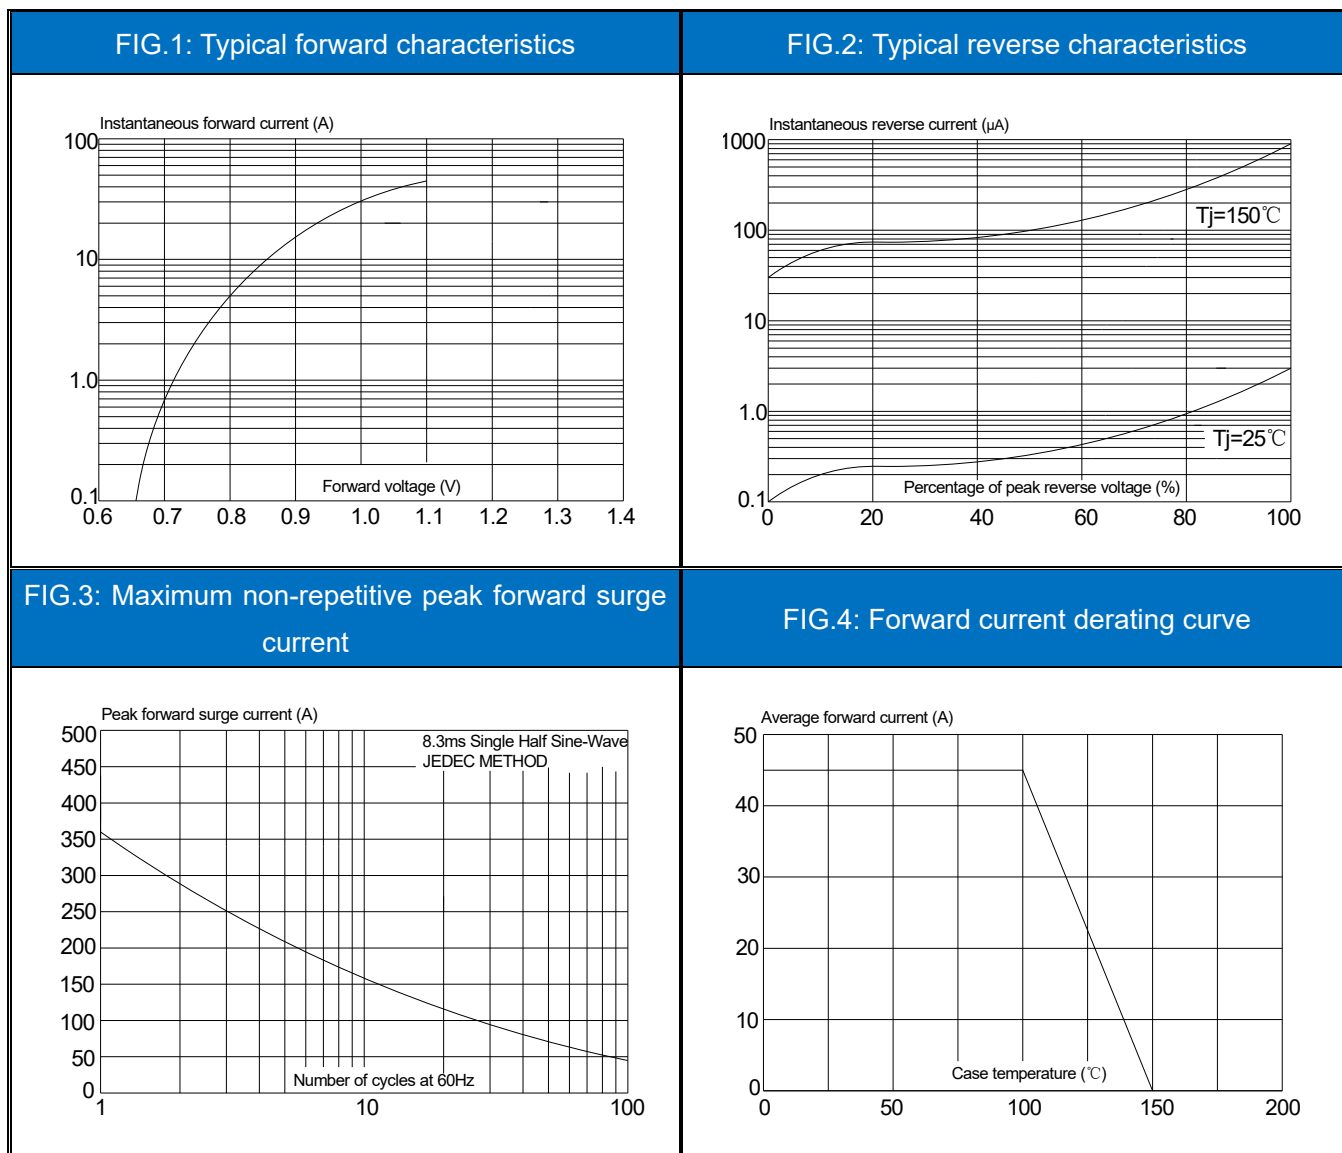 FIG.1: Typical forward characteristics
FIG.2: Typical reverse characteristics
Instantaneous forward current (A)
100
10
1.0
0.1
Forward voltage (V)
0.6 0.7 0.8 0.9 1.0 1.1 1.2 1.3 1.4
Instantaneous reverse current (μA)
1000
Tj=150℃
100
10
1.0
Tj=25℃
0.1
Percentage of peak reverse voltage (%)
0 20 40 60 80 100
FIG.3: Maximum non-repetitive peak forward surge
current
FIG.4: Forward current derating curve
Peak forward surge current (A)
500
8.3ms Single Half Sine-Wave
JEDEC METHOD
450
400
350
300
250
200
150
100
50
0
Number of cycles at 60Hz
1 10 100
Average forward current (A)
50
40
30
20
10
0
Case temperature (℃)
0 50 100 150 200